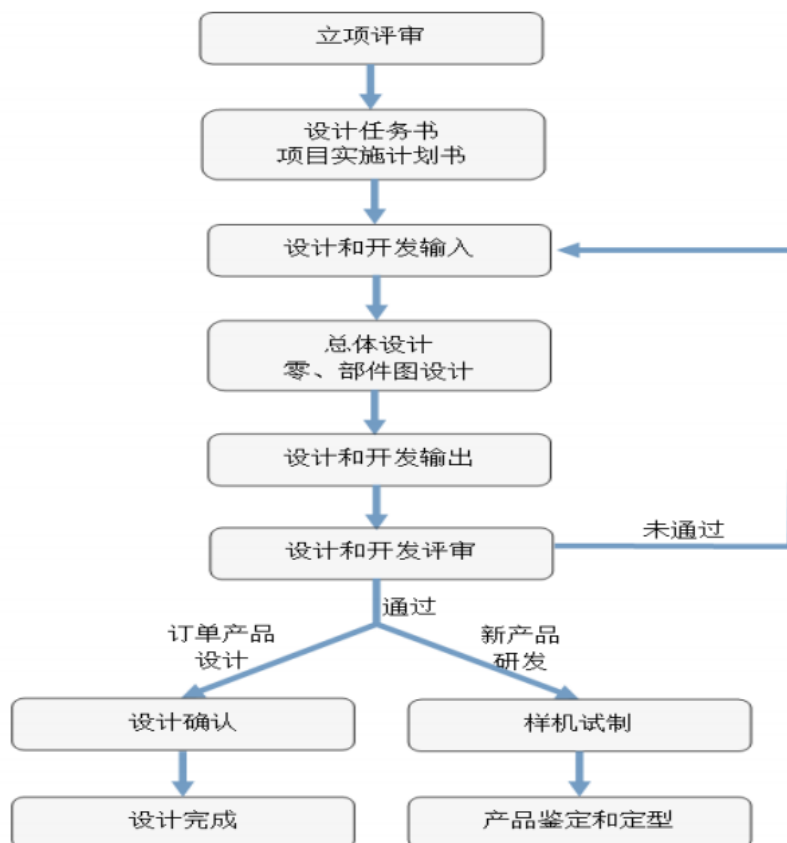 立项评审
设计任务书
项目实施计划书
设计和开发输入
总体设计
零、部件图设计
设计和开发输出
设计和开发评审
未通过
通过
订单产品
设计
新产品
研发
设计确认
样机试制
设计完成
产品鉴定和定型